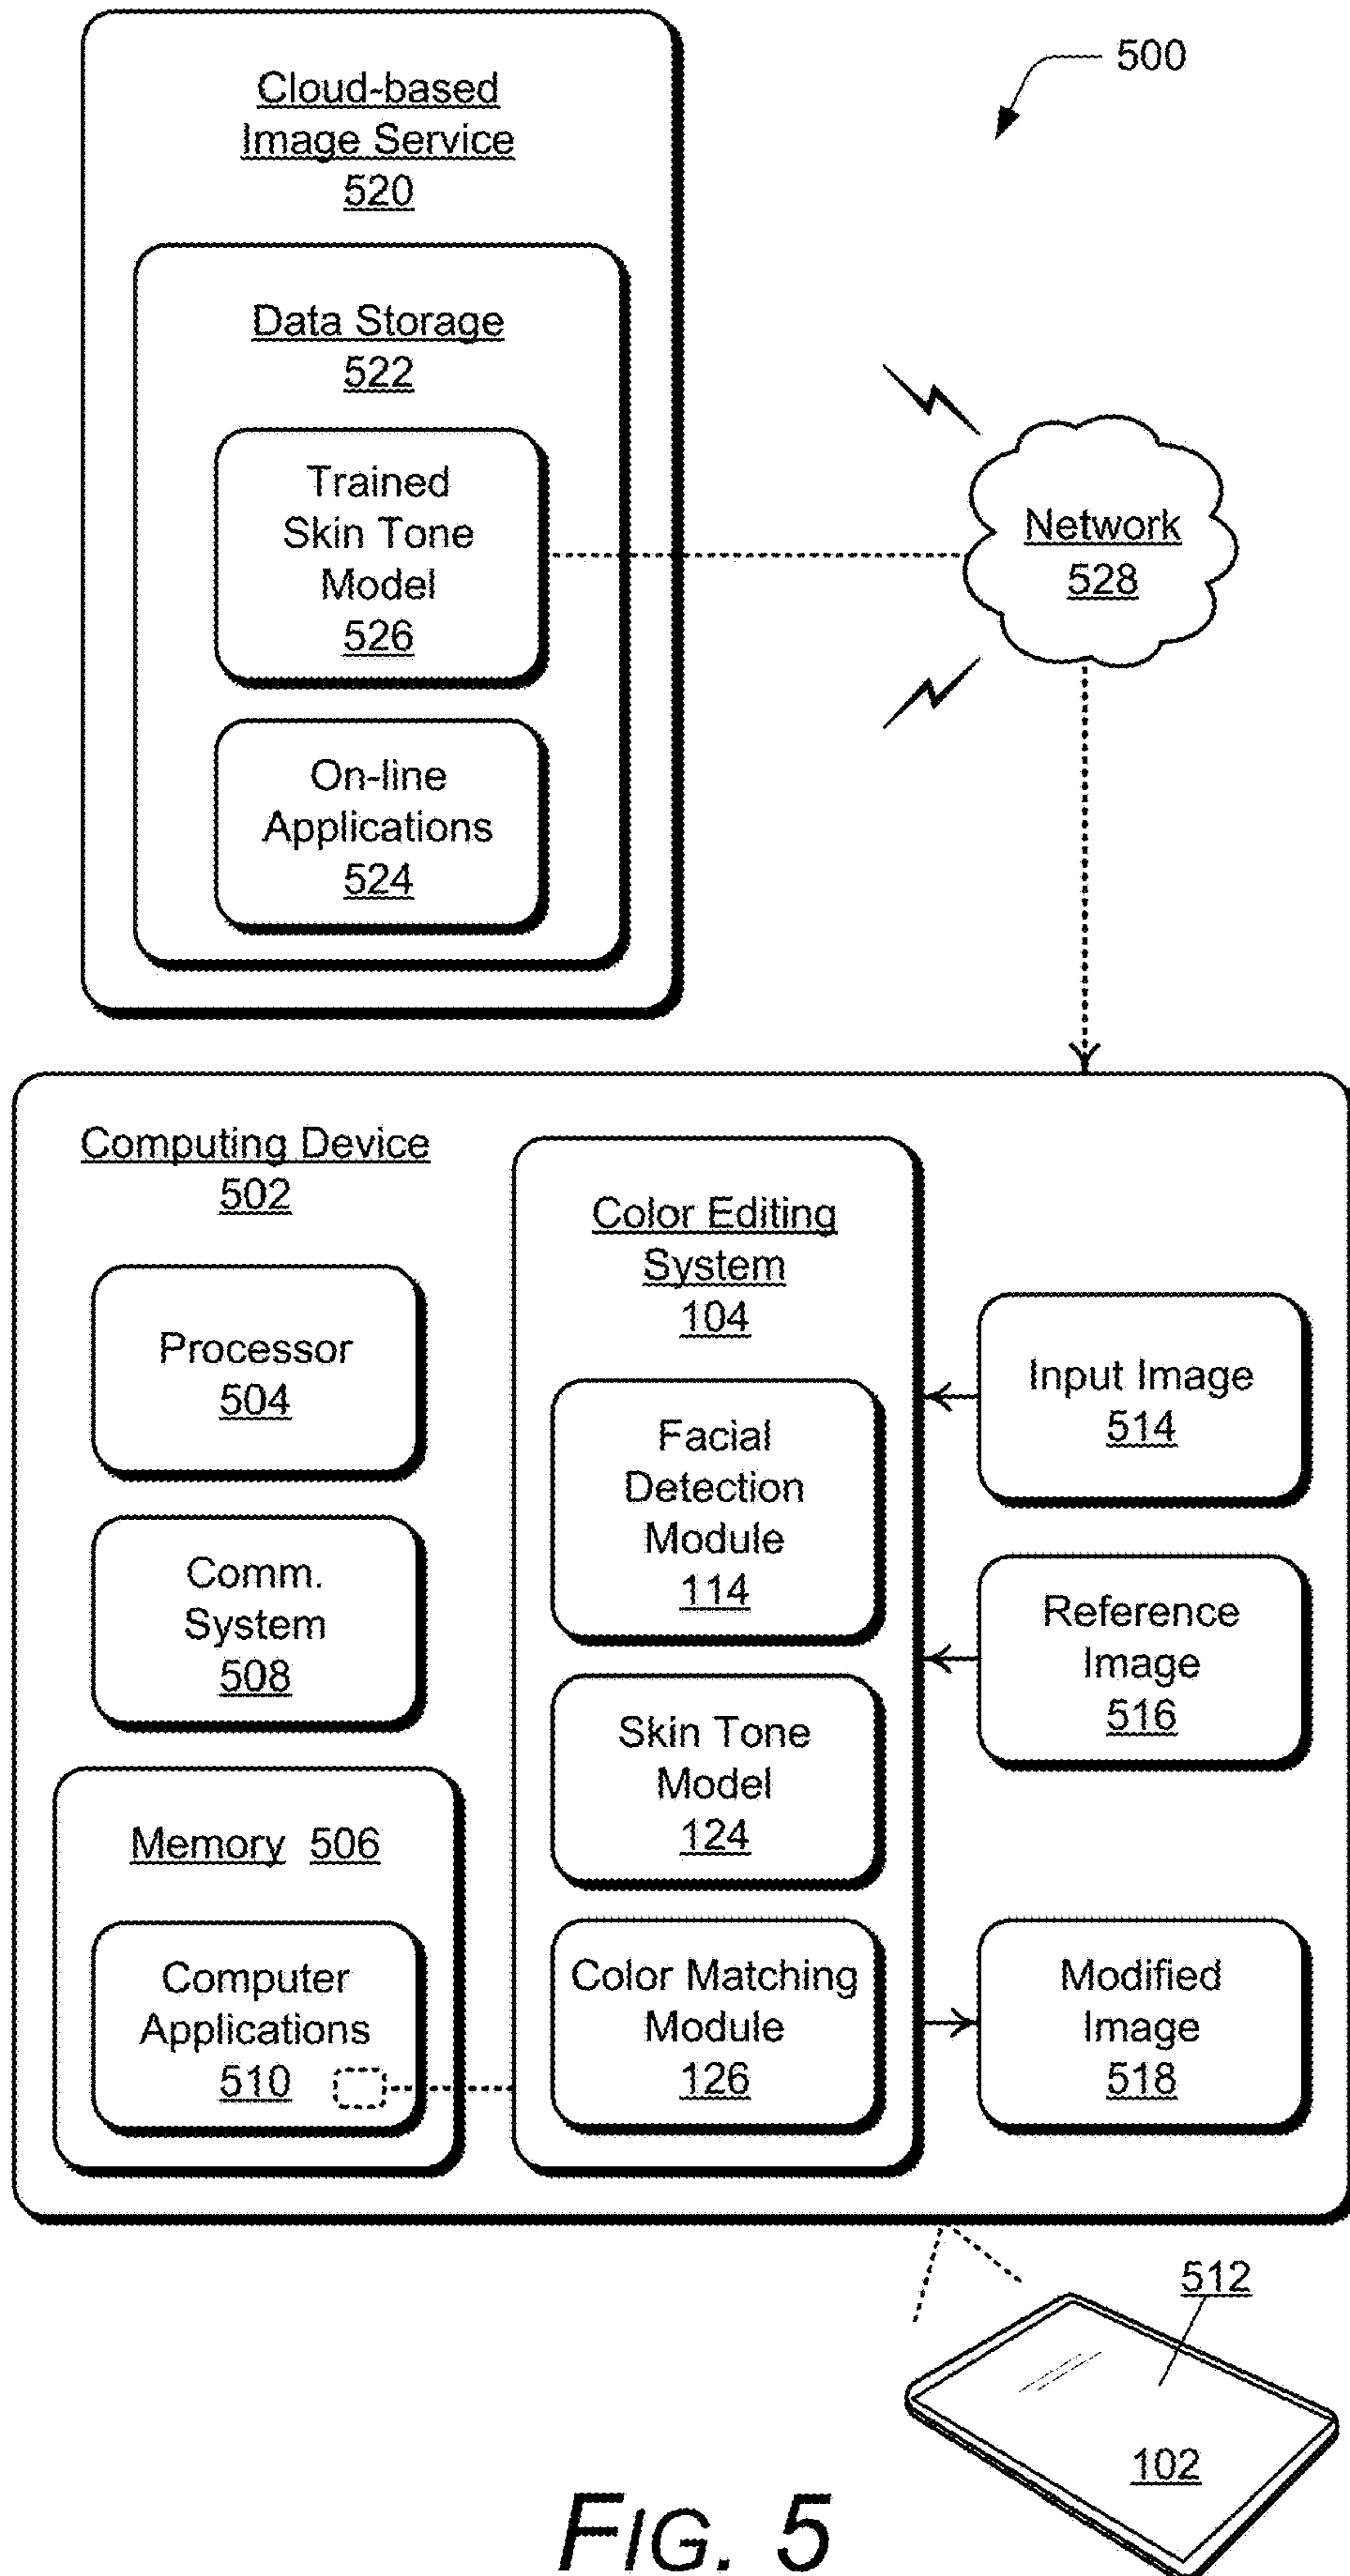 500
Cloud-based
Image Service
520
Data Storage
522
Trained
Skin Tone
Model
526
On-line
Applications
524
Network
528
Computing Device
502
Processor
504
Comm.
System
508
Memory 506
Computer
Applications
510
Color Editing
System
104
Facial
Detection
Module
114
Skin Tone
Model
124
Color Matching
Module
126
Input Image
514
Reference
Image
516
Modified
Image
518
512
102
FIG. 5